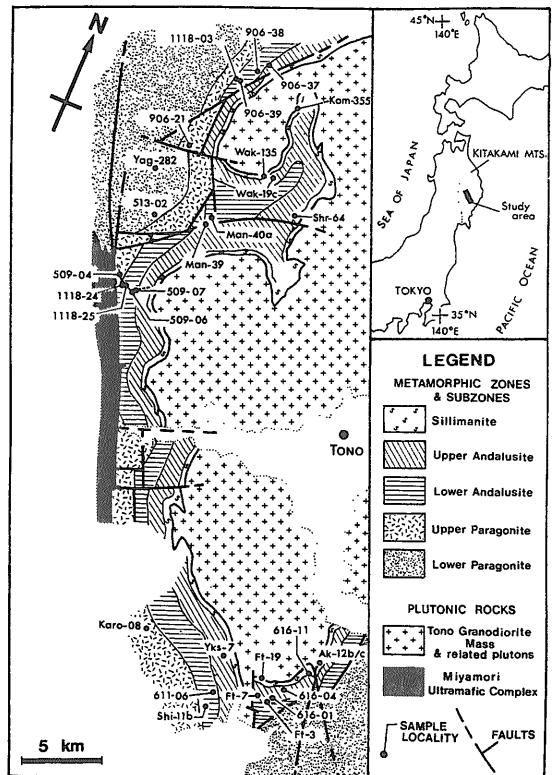 N
906-38
1118-03
906-37
Kam-355
906-39
906-21
Wak-135
Yag-282
Wak-19c
513-02
Shr-64
Man-40a
Man-39
509-04
1118-24
509-07
1118-25
509-06
TONO
Karo-08
616-11
Ak-12b/c
Yks-7
Ft-19
611-06
Ft-7
616-04
Shi-11b
616-01
Ft-3
5 km
45°N
140°E
SEA OF JAPAN
KITAKAMI MTS.
Study
area
TOKYO
35°N
140°E
PACIFIC OCEAN
LEGEND
METAMORPHIC ZONES
& SUBZONES
Sillimanite
Upper Andalusite
Lower Andalusite
Upper Paragonite
Lower Paragonite
PLUTONIC ROCKS
Tono Granodiorite
Mass
& related plutons
Miyamori
Ultramafic Complex
SAMPLE
LOCALITY
FAULTS